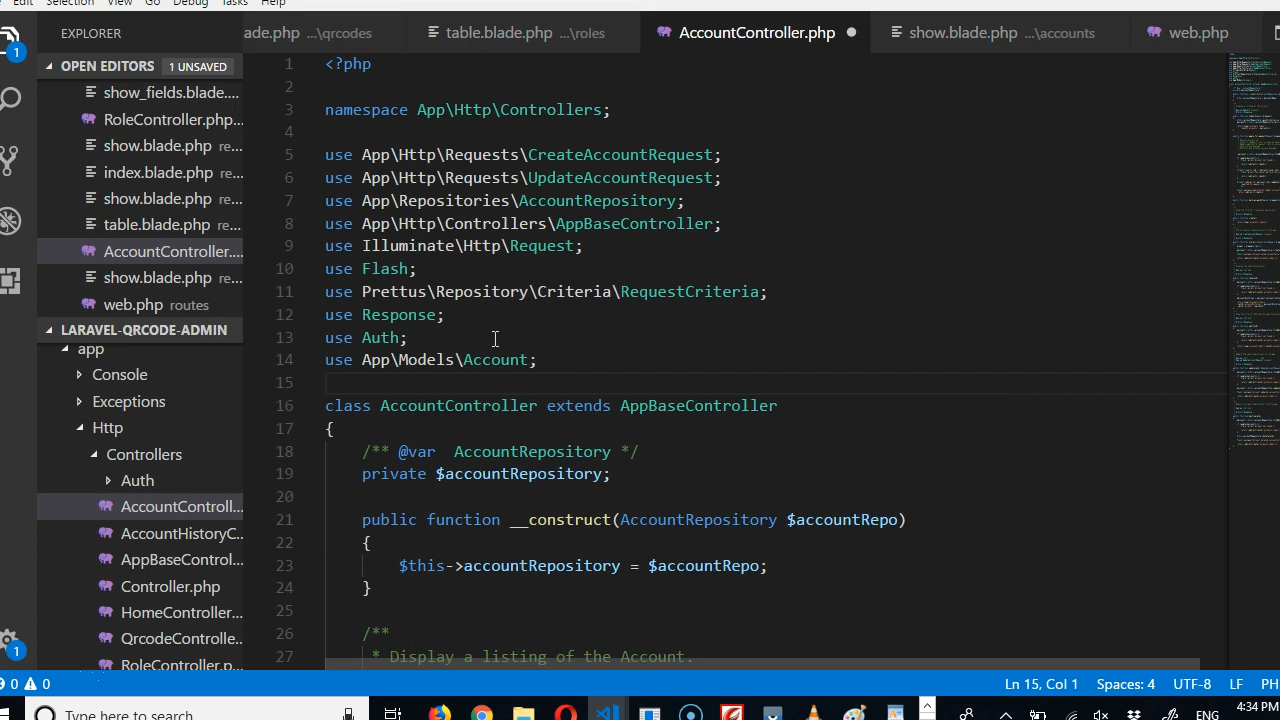 Edit Selection View Go Debug Tasks Help
EXPLORER
ade.php ...\qrcodes
table.blade.php ...\roles
AccountController.php
show.blade.php ...\accounts
web.php
OPEN EDITORS 1 UNSAVED
show_fields.blade....
RoleController.php...
show.blade.php re...
index.blade.php re...
show.blade.php re...
table.blade.php re...
AccountController....
show.blade.php re...
web.php routes
LARAVEL-QRCODE-ADMIN
app
Console
Exceptions
Http
Controllers
Auth
AccountControll...
AccountHistoryC...
AppBaseControl...
Controller.php
HomeController...
QrcodeControlle...
RoleController.p...
1 <?php
2
3 namespace App\Http\Controllers;
4
5 use App\Http\Requests\CreateAccountRequest;
6 use App\Http\Requests\UpdateAccountRequest;
7 use App\Repositories\AccountRepository;
8 use App\Http\Controllers\AppBaseController;
9 use Illuminate\Http\Request;
10 use Flash;
11 use Prettus\Repository\Criteria\RequestCriteria;
12 use Response;
13 use Auth;
14 use App\Models\Account;
15
16 class AccountController extends AppBaseController
17 {
18 /** @var  AccountRepository */
19 private $accountRepository;
20
21 public function __construct(AccountRepository $accountRepo)
22 {
23 $this->accountRepository = $accountRepo;
24 }
25
26 /**
27 * Display a listing of the Account.
1
1
0 0
Ln 15, Col 1 Spaces: 4 UTF-8 LF PH
Type here to search
ENG
4:34 PM